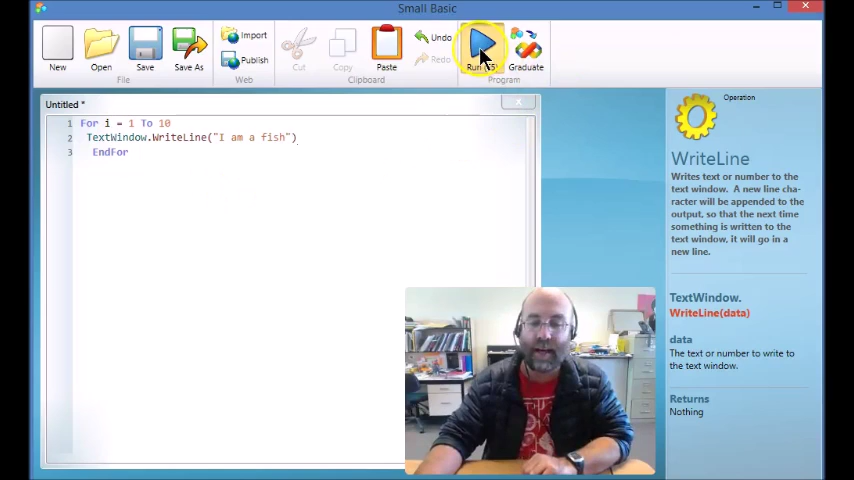 Small Basic
New
Open
Save
Save As
Import
Publish
Cut
Copy
Paste
Undo
Redo
Run (F5)
Graduate
File
Web
Clipboard
Program
Untitled *
1 For i = 1 To 10
2 TextWindow.WriteLine("I am a fish")
3 EndFor
Operation
WriteLine
Writes text or number to the
text window. A new line cha-
racter will be appended to the
output, so that the next time
something is written to the
text window, it will go in a
new line.
TextWindow.
WriteLine(data)
data
The text or number to write to
the text window.
Returns
Nothing